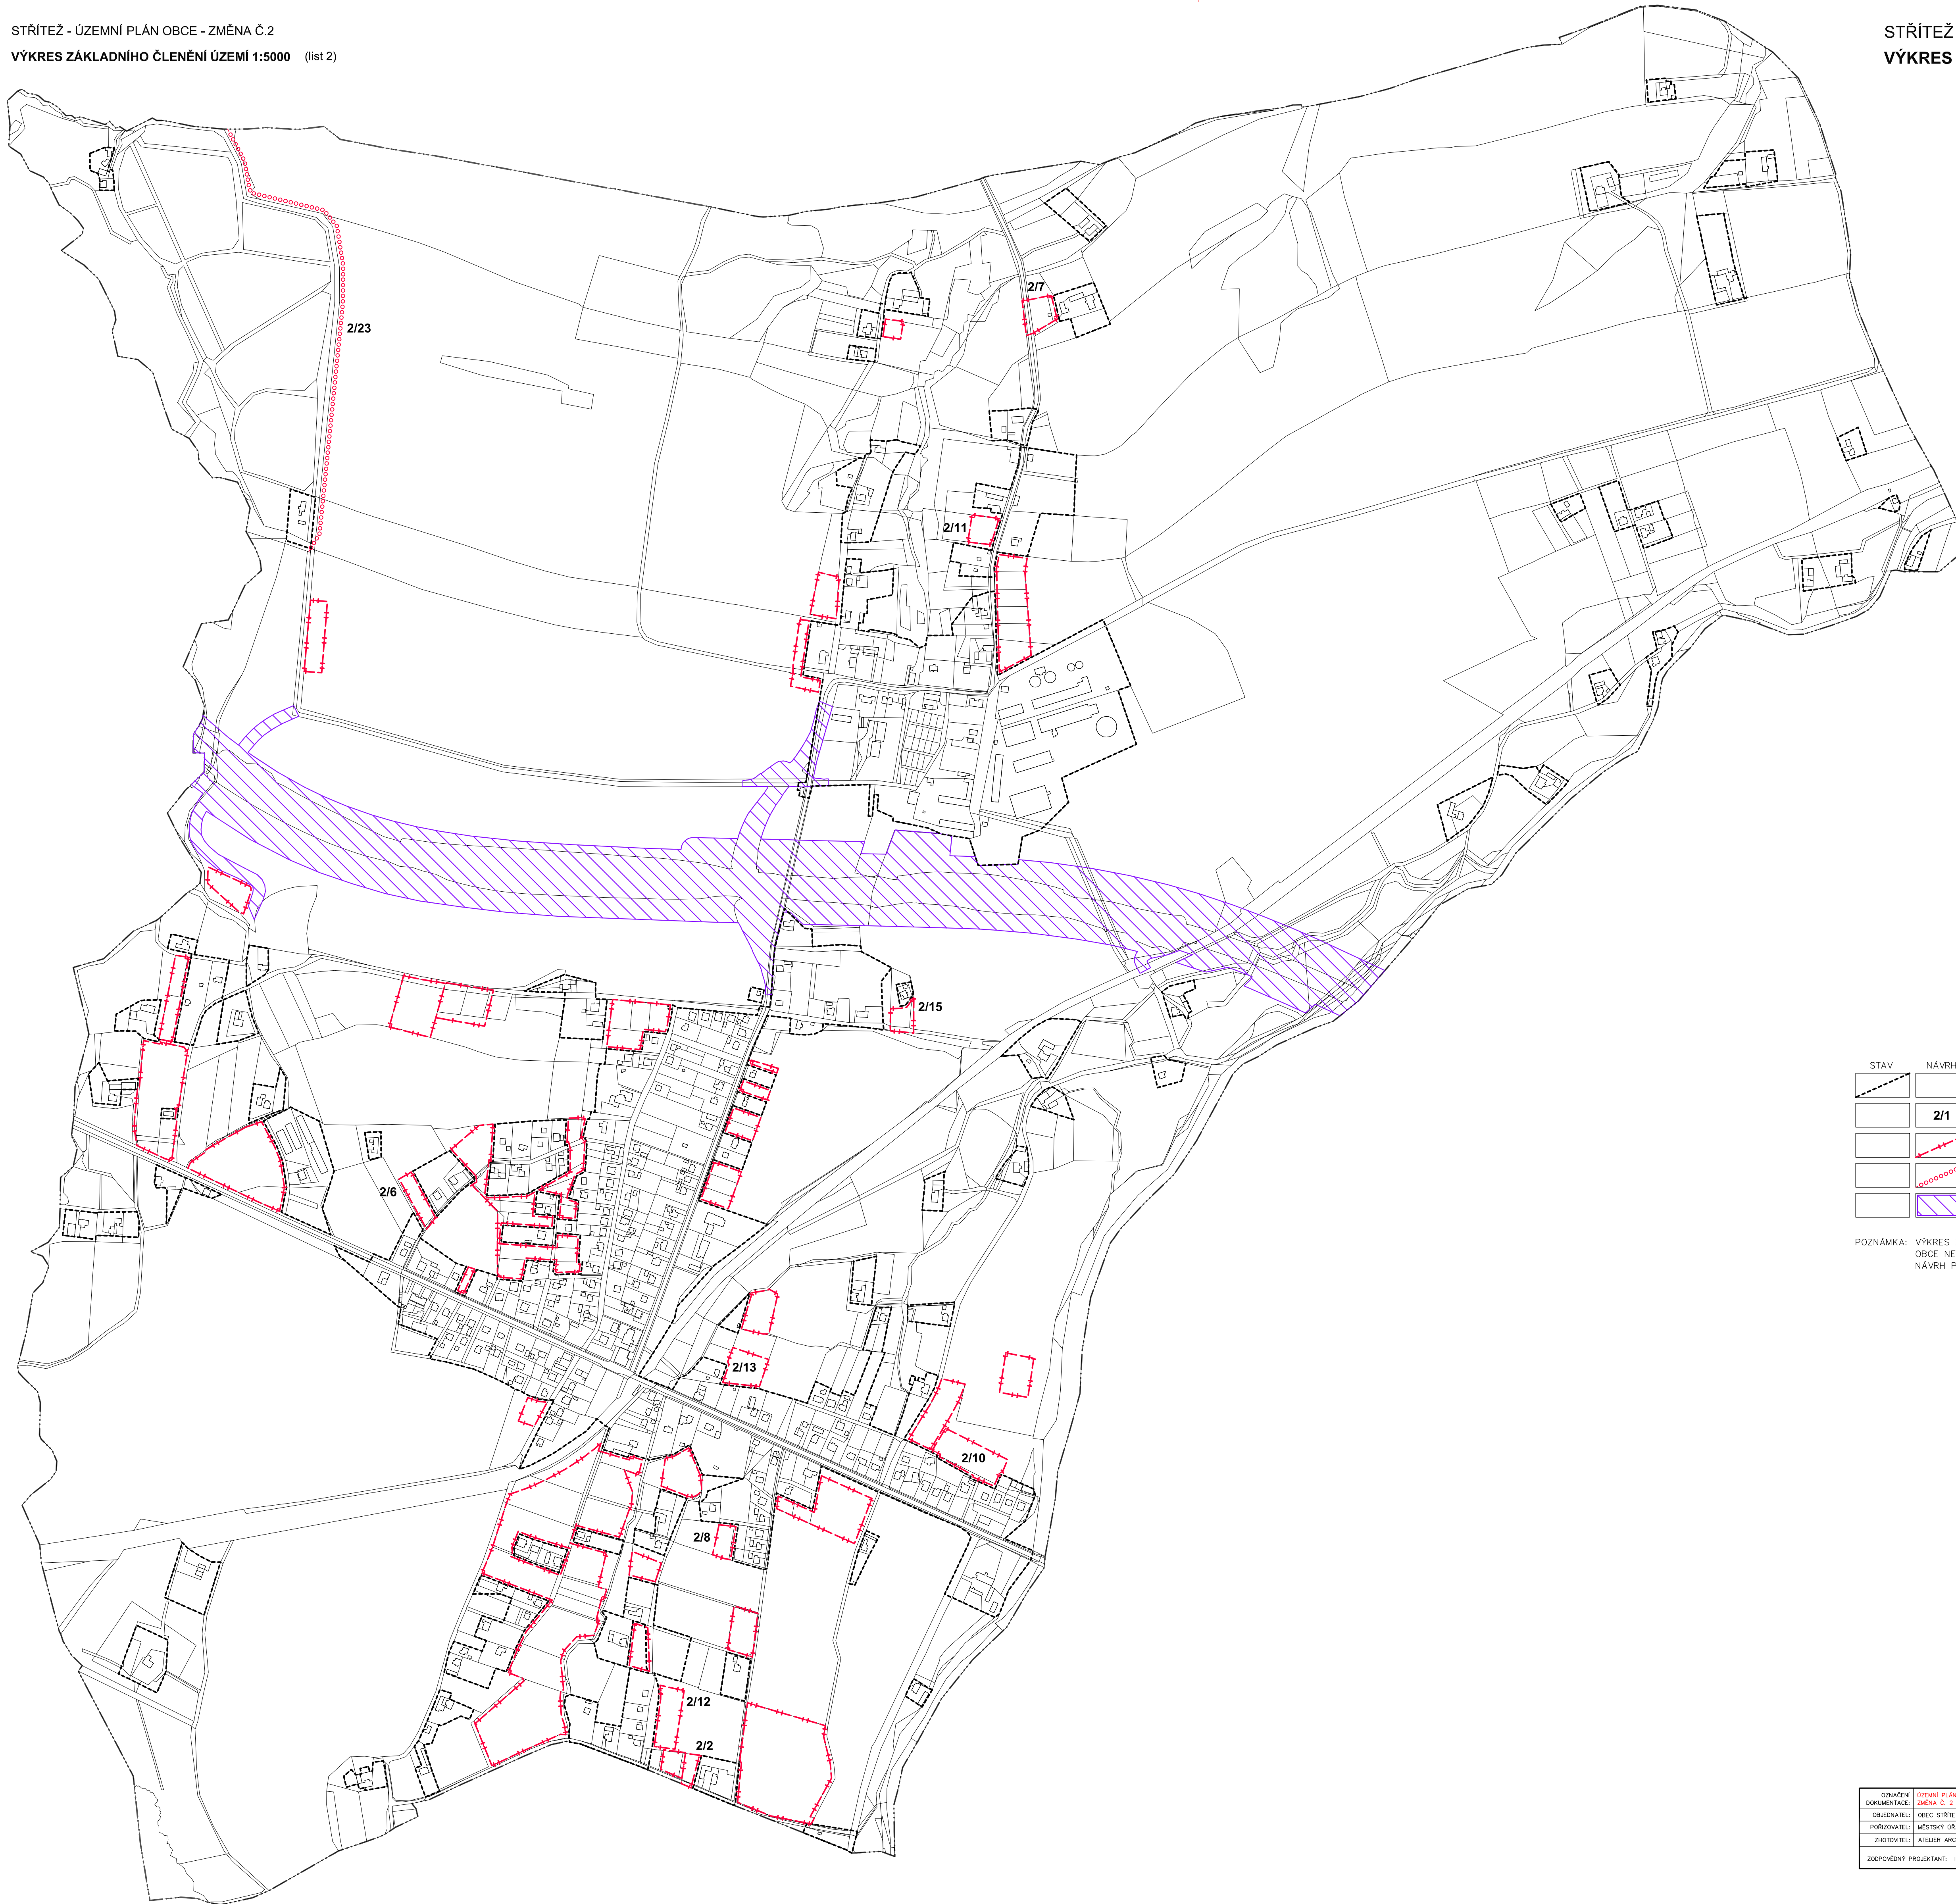 STŘÍTEŽ - ÚZEMNÍ PLÁN OBCE - ZMĚNA Č.2
VÝKRES ZÁKLADNÍHO ČLENĚNÍ ÚZEMÍ 1:5000 (list 2)
STŘÍTEŽ
VÝKRES
2/7
2/23
2/11
2/15
2/6
2/13
2/10
2/8
2/12
2/2
STAV NÁVRH
2/1
POZNÁMKA: VÝKRES
OBCE NE
NÁVRH P
OZNAČENÍ DOKUMENTACE: ÚZEMNÍ PLÁN
ZMĚNA Č. 2
OBJEDNATEL: OBEC STŘÍTE
POŘIZOVATEL: MĚSTSKÝ ÚŘ
ZHOTOVITEL: ATELIER ARC
ZODPOVĚDNÝ PROJEKTANT: I